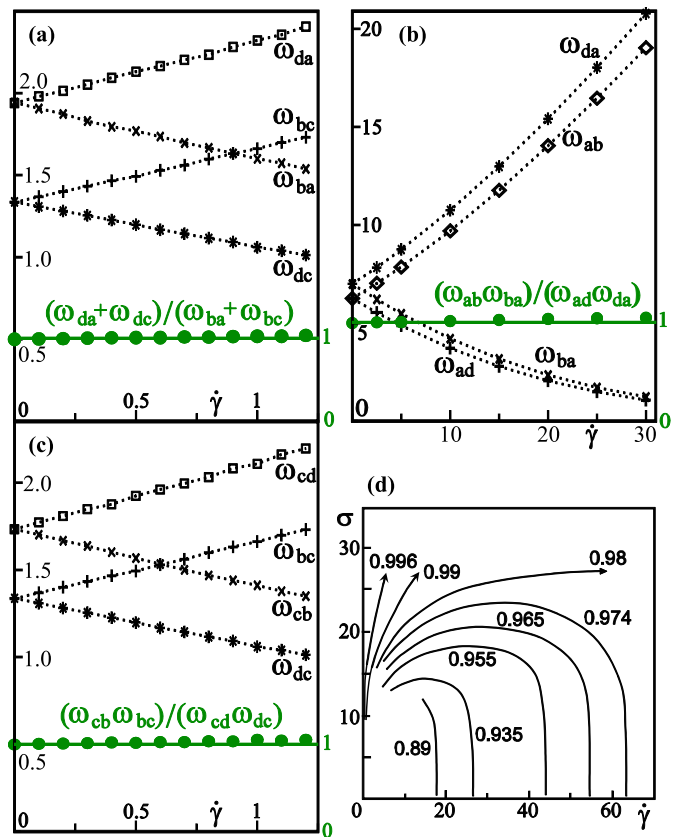 (a)
ω_da
2.0
ω_bc
1.5
ω_ba
1.0
ω_dc
(ω_da+ω_dc)/(ω_ba+ω_bc)
0.5
1
0 0.5 γ̇ 1
0
(b)
20
ω_da
15
ω_ab
10
(ω_ab ω_ba)/(ω_ad ω_da)
5
1
ω_ad
ω_ba
0
0
10 20 γ̇ 30
(c)
ω_cd
2.0
ω_bc
1.5
ω_cb
1.0
ω_dc
(ω_cb ω_bc)/(ω_cd ω_dc)
0.5
1
0 0.5 γ̇ 1
0
(d)
σ
30
0.996
0.99
0.98
0.974
0.965
20
0.955
10
0.935
0.89
0 20 40 60 γ̇